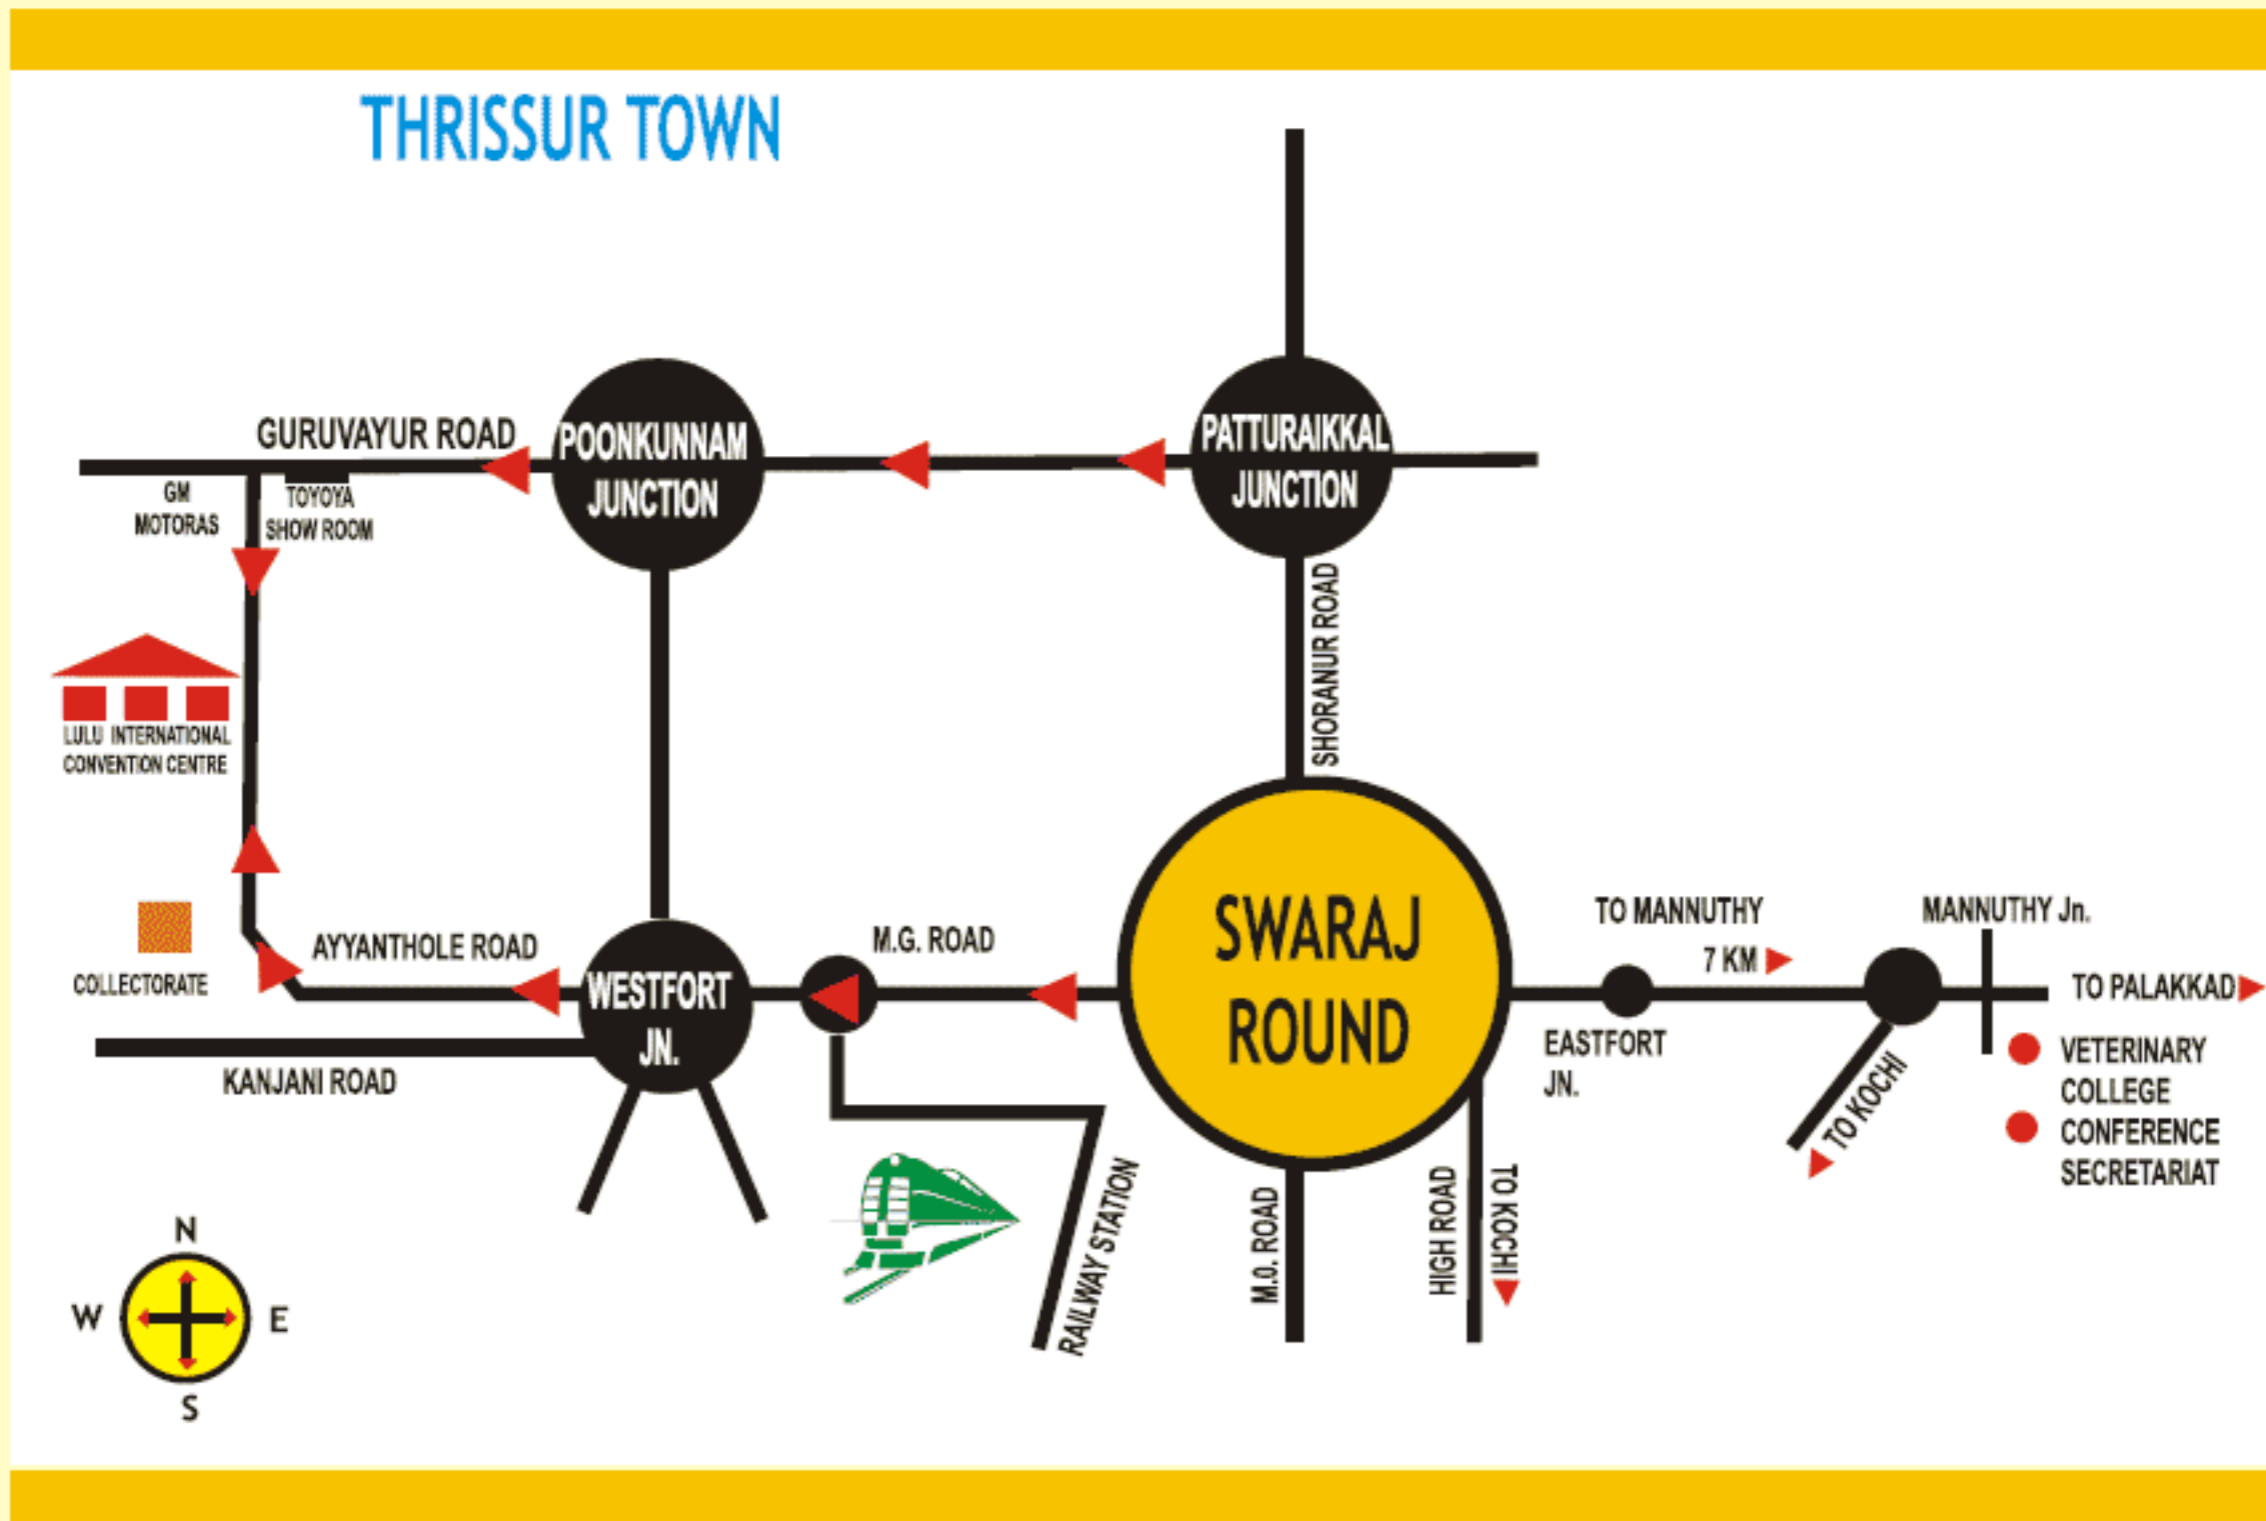 THRISSUR TOWN
GURUVAYUR ROAD
POONKUNNAM
JUNCTION
PATTURAIKKAL
JUNCTION
GM
MOTORAS
TOYOYA
SHOW ROOM
SHORANUR ROAD
LULU INTERNATIONAL
CONVENTION CENTRE
COLLECTORATE
AYYANTHOLE ROAD
WESTFORT
JN.
M.G. ROAD
SWARAJ
ROUND
TO MANNUTHY
7 KM
MANNUTHY Jn.
TO PALAKKAD
EASTFORT
JN.
TO KOCHI
VETERINARY
COLLEGE
CONFERENCE
SECRETARIAT
KANJANI ROAD
RAILWAY STATION
M.O. ROAD
HIGH ROAD
TO KOCHI
N
W
E
S